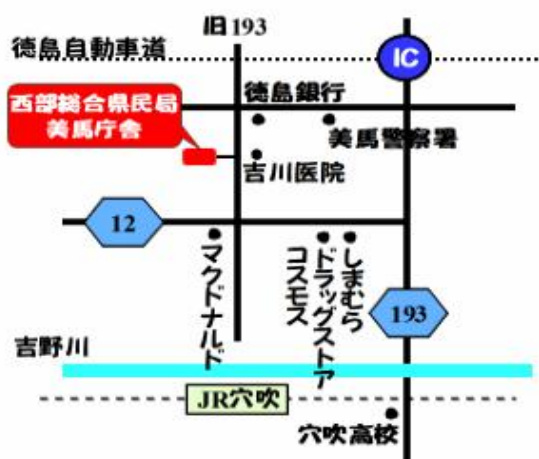 旧193
徳島自動車道
IC
西部総合県民局
美馬庁舎
徳島銀行
美馬警察署
吉川医院
12
マクドナルド
ドラッグストア
コスモス
しまむら
193
吉野川
JR穴吹
穴吹高校